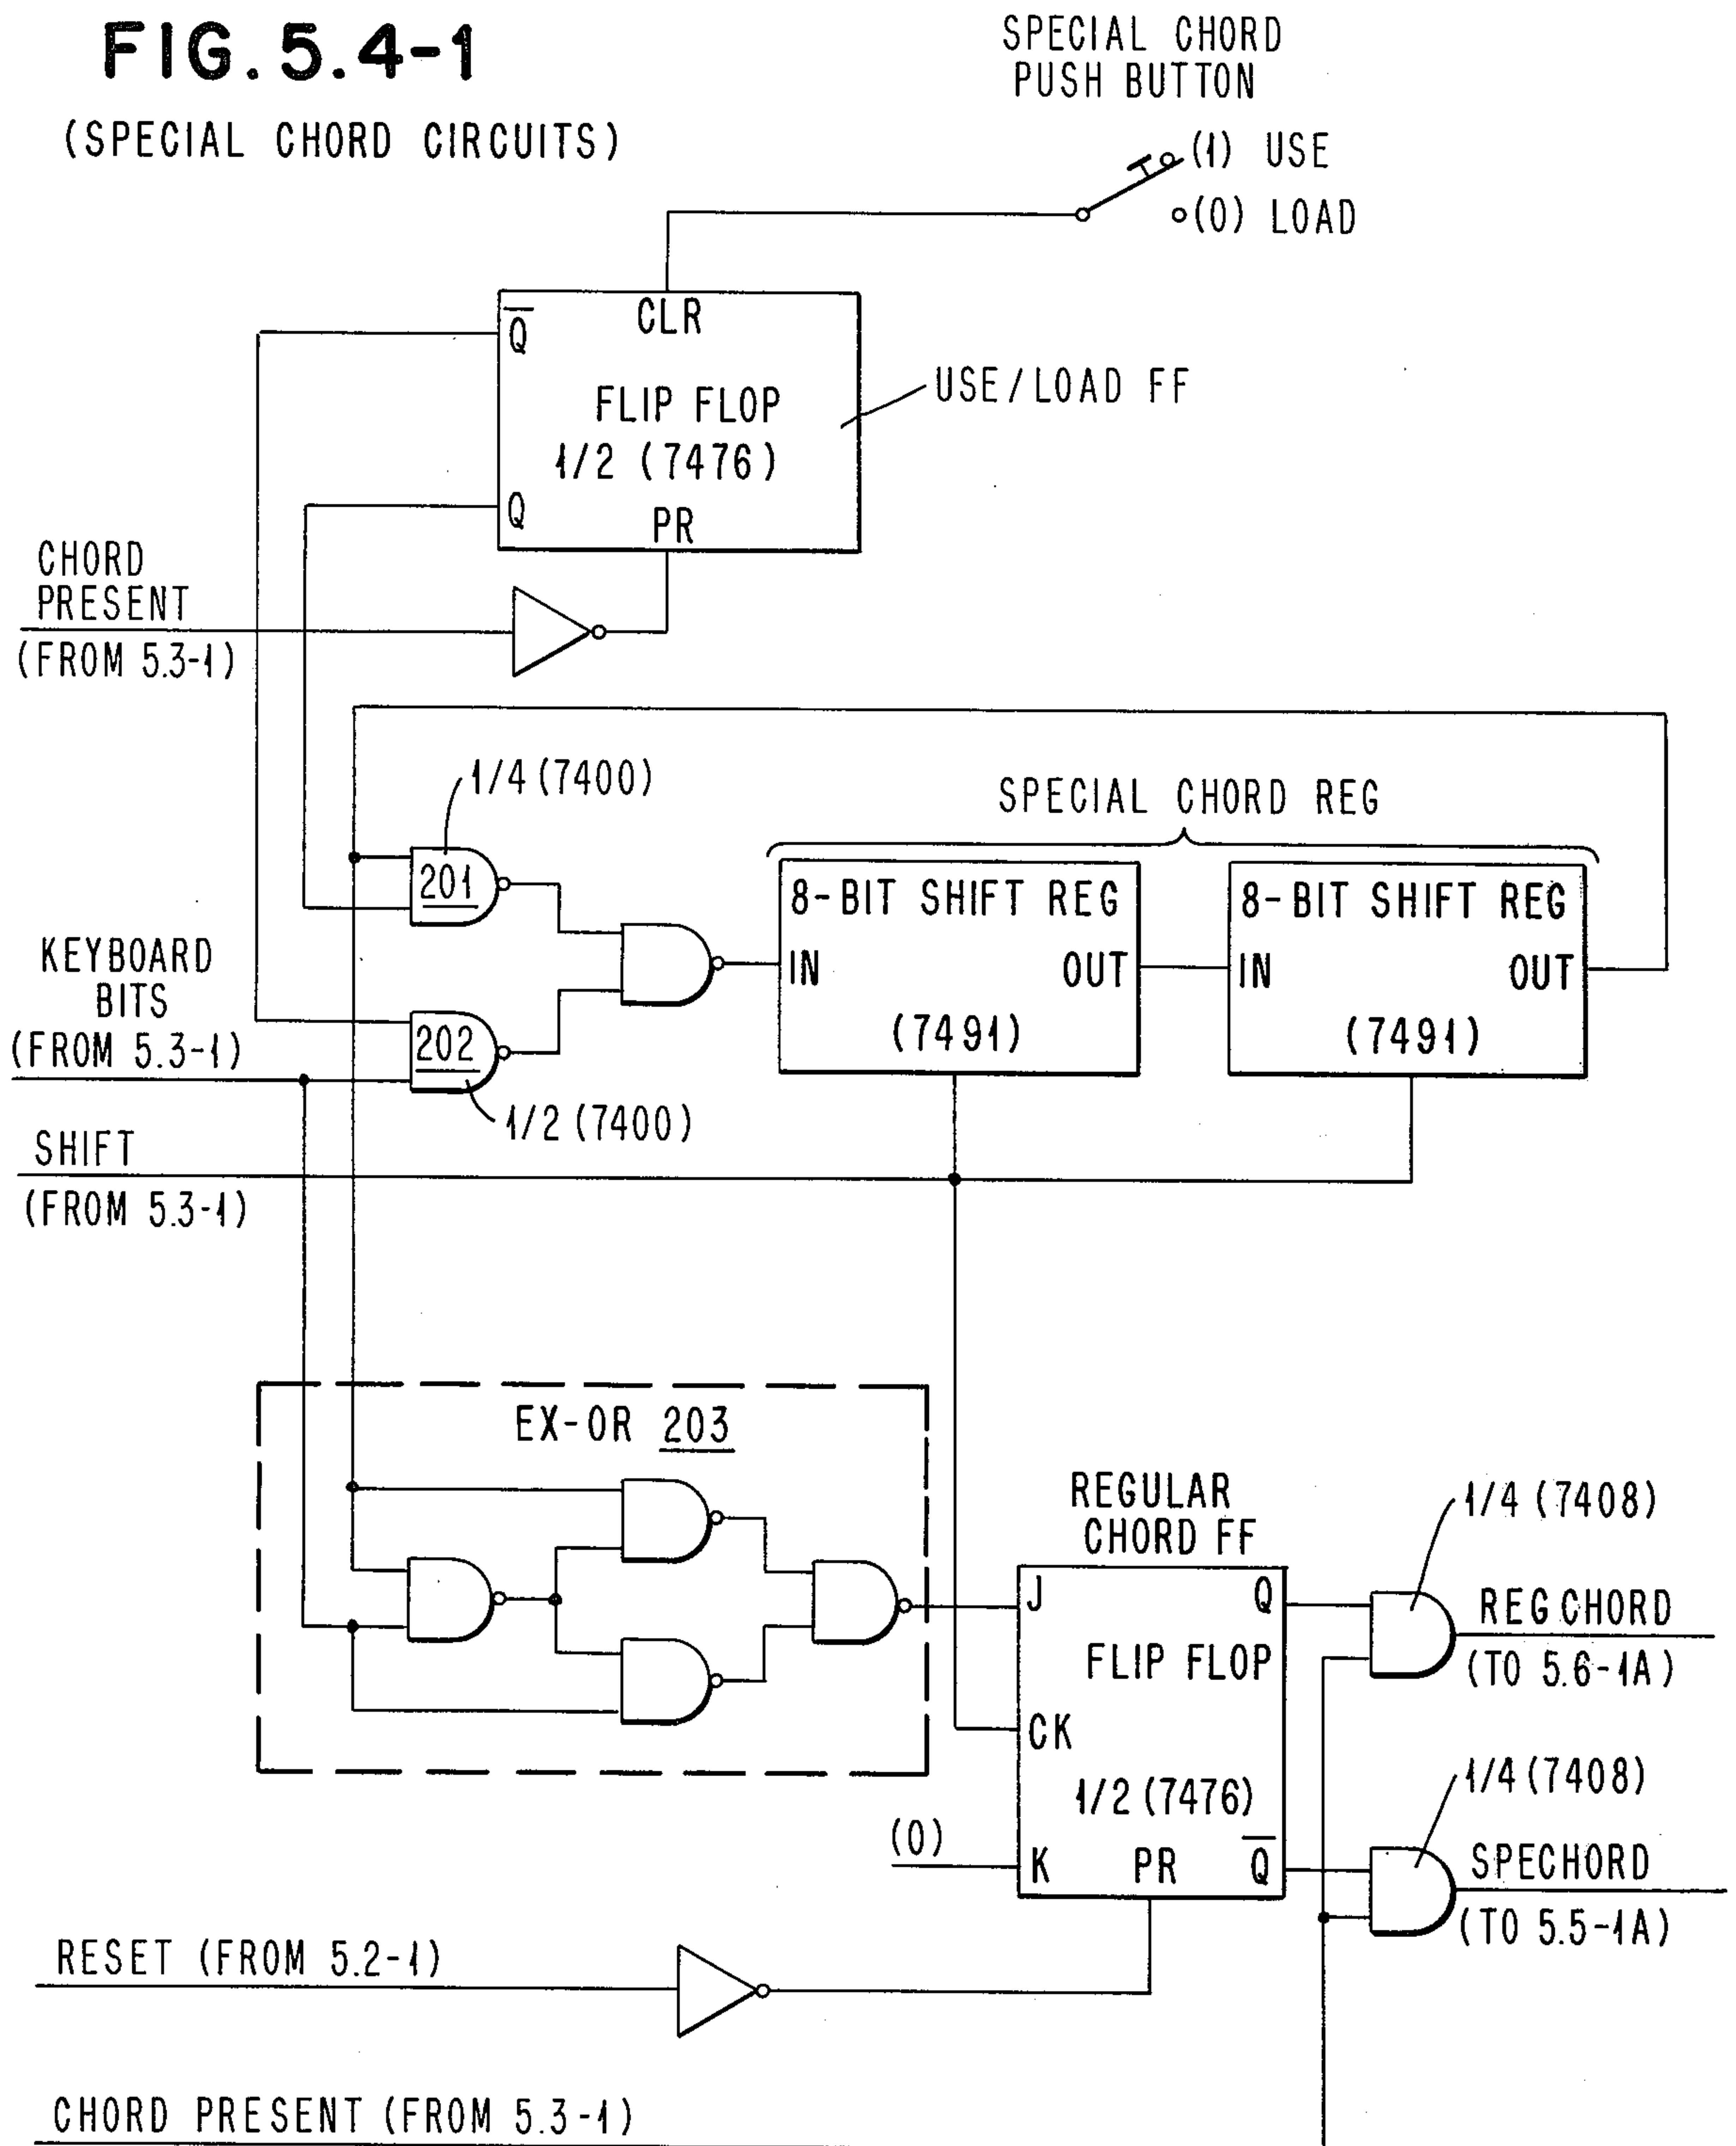 FIG. 5.4-1
(SPECIAL CHORD CIRCUITS)
SPECIAL CHORD
PUSH BUTTON
(1) USE
(0) LOAD
CLR
Q̅
FLIP FLOP
1/2 (7476)
Q
PR
USE/LOAD FF
CHORD
PRESENT
(FROM 5.3-1)
1/4 (7400)
SPECIAL CHORD REG
201
8-BIT SHIFT REG
IN
OUT
(7491)
8-BIT SHIFT REG
IN
OUT
(7491)
KEYBOARD
BITS
(FROM 5.3-1)
202
1/2 (7400)
SHIFT
(FROM 5.3-1)
EX-OR 203
REGULAR
CHORD FF
J
Q
FLIP FLOP
CK
1/2 (7476)
(0)
K
PR
Q̅
1/4 (7408)
REG CHORD
(TO 5.6-1A)
1/4 (7408)
SPECHORD
(TO 5.5-1A)
RESET (FROM 5.2-1)
CHORD PRESENT (FROM 5.3-1)